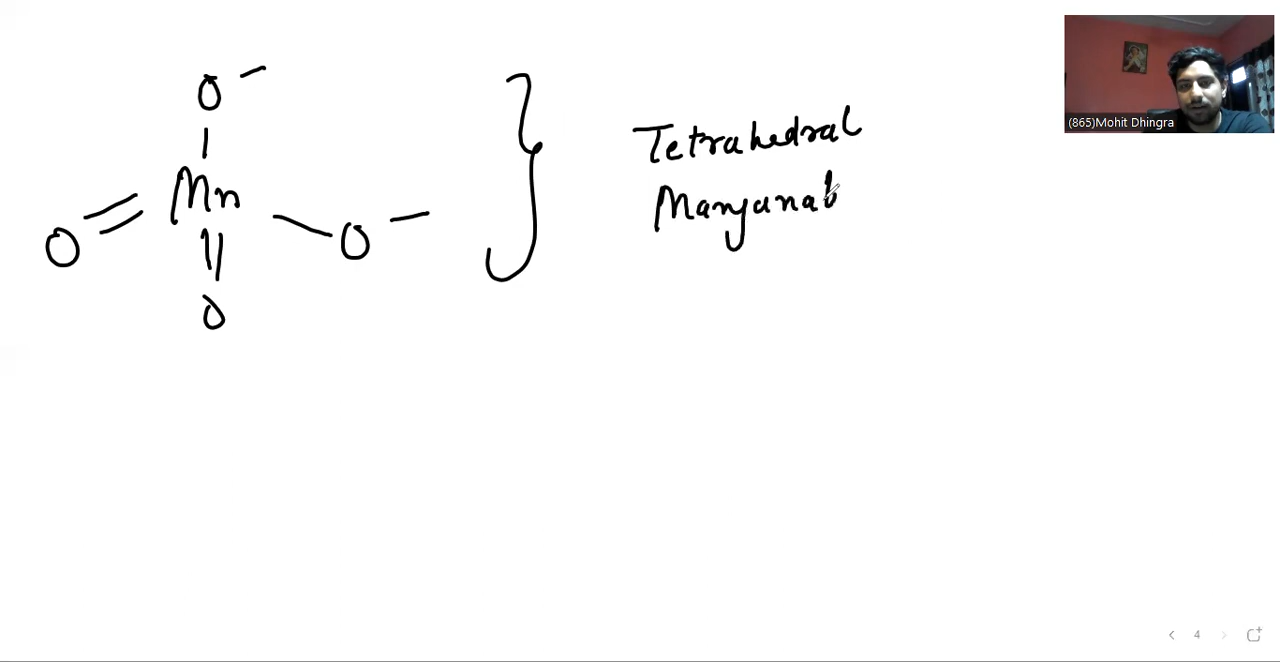 O −
Mn
O = − O −
O
Tetrahedral
Manganat
(865)Mohit Dhingra
4